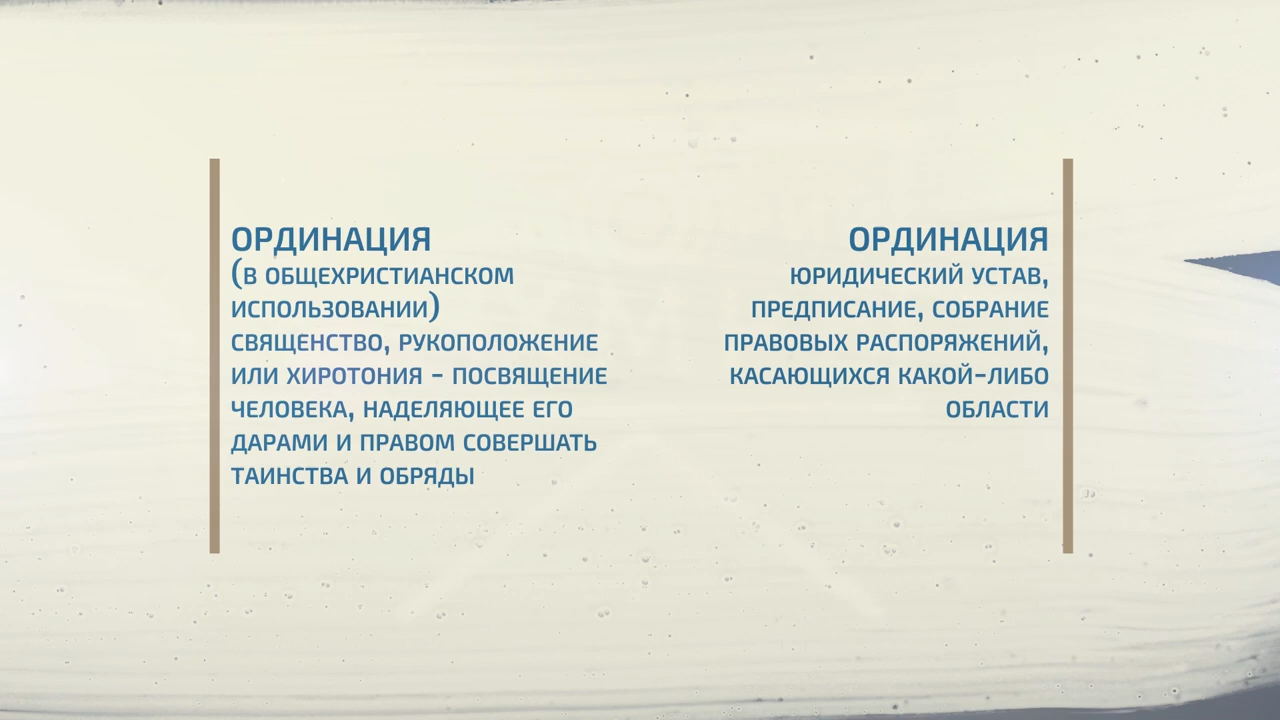 ОРДИНАЦИЯ
(В ОБЩЕХРИСТИАНСКОМ
ИСПОЛЬЗОВАНИИ)
СВЯЩЕНСТВО, РУКОПОЛОЖЕНИЕ
ИЛИ ХИРОТОНИЯ - ПОСВЯЩЕНИЕ
ЧЕЛОВЕКА, НАДЕЛЯЮЩЕЕ ЕГО
ДАРАМИ И ПРАВОМ СОВЕРШАТЬ
ТАИНСТВА И ОБРЯДЫ
ОРДИНАЦИЯ
ЮРИДИЧЕСКИЙ УСТАВ,
ПРЕДПИСАНИЕ, СОБРАНИЕ
ПРАВОВЫХ РАСПОРЯЖЕНИЙ,
КАСАЮЩИХСЯ КАКОЙ-ЛИБО
ОБЛАСТИ